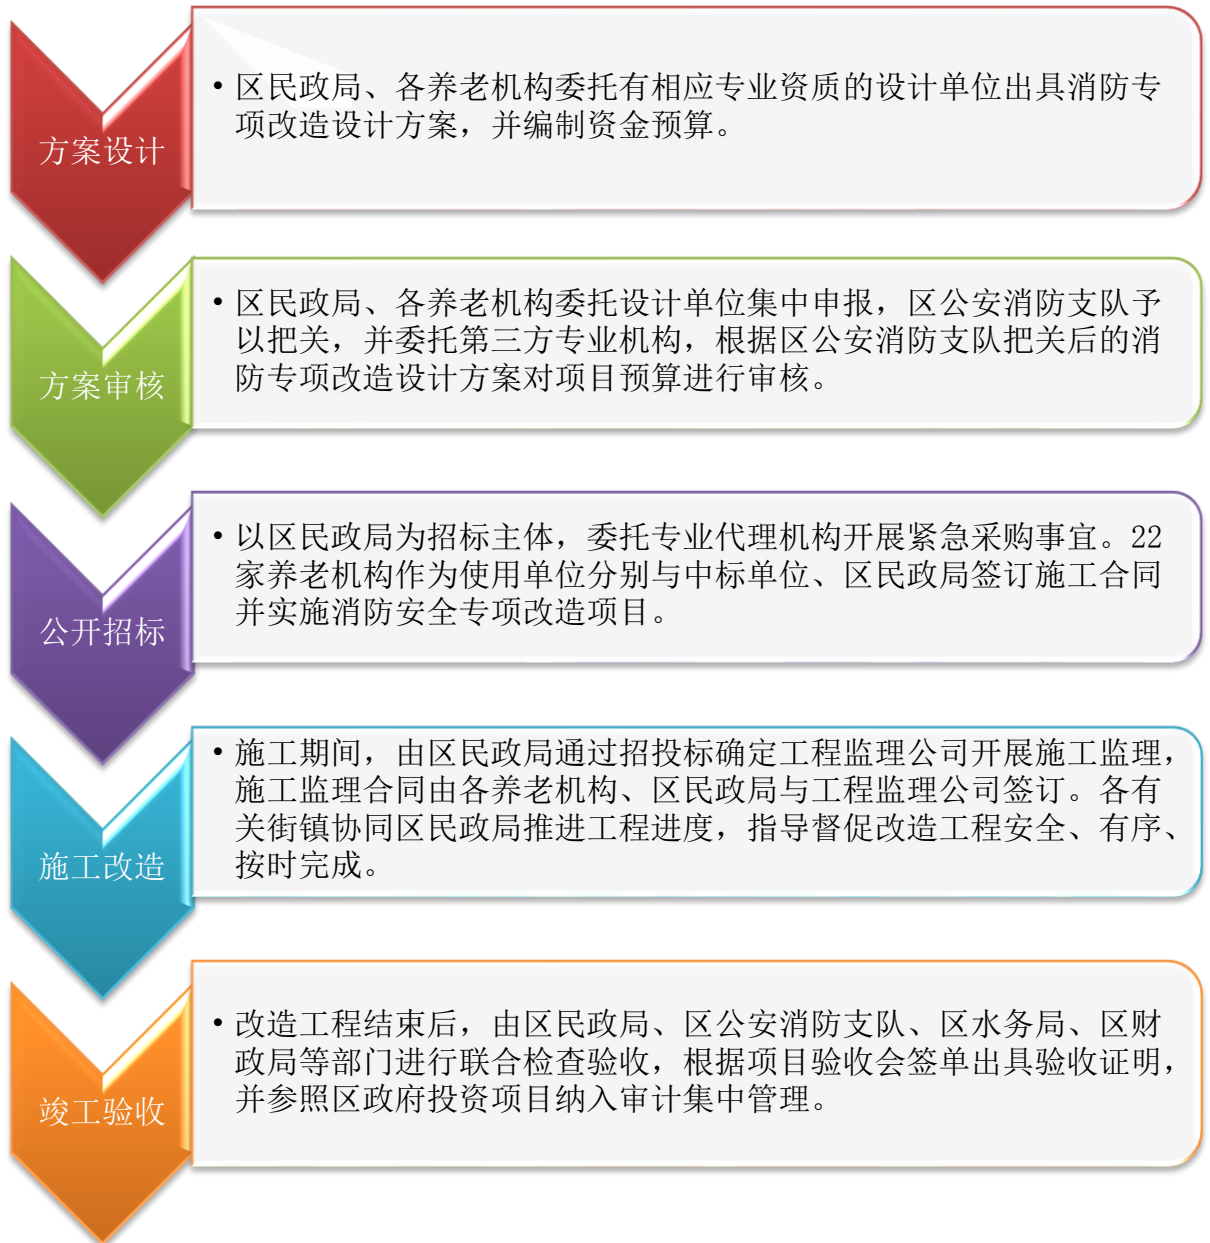 方案设计
• 区民政局、各养老机构委托有相应专业资质的设计单位出具消防专
项改造设计方案，并编制资金预算。
方案审核
• 区民政局、各养老机构委托设计单位集中申报，区公安消防支队予
以把关，并委托第三方专业机构，根据区公安消防支队把关后的消
防专项改造设计方案对项目预算进行审核。
公开招标
• 以区民政局为招标主体，委托专业代理机构开展紧急采购事宜。22
家养老机构作为使用单位分别与中标单位、区民政局签订施工合同
并实施消防安全专项改造项目。
施工改造
• 施工期间，由区民政局通过招投标确定工程监理公司开展施工监理，
施工监理合同由各养老机构、区民政局与工程监理公司签订。各有
关街镇协同区民政局推进工程进度，指导督促改造工程安全、有序、
按时完成。
竣工验收
• 改造工程结束后，由区民政局、区公安消防支队、区水务局、区财
政局等部门进行联合检查验收，根据项目验收会签单出具验收证明，
并参照区政府投资项目纳入审计集中管理。